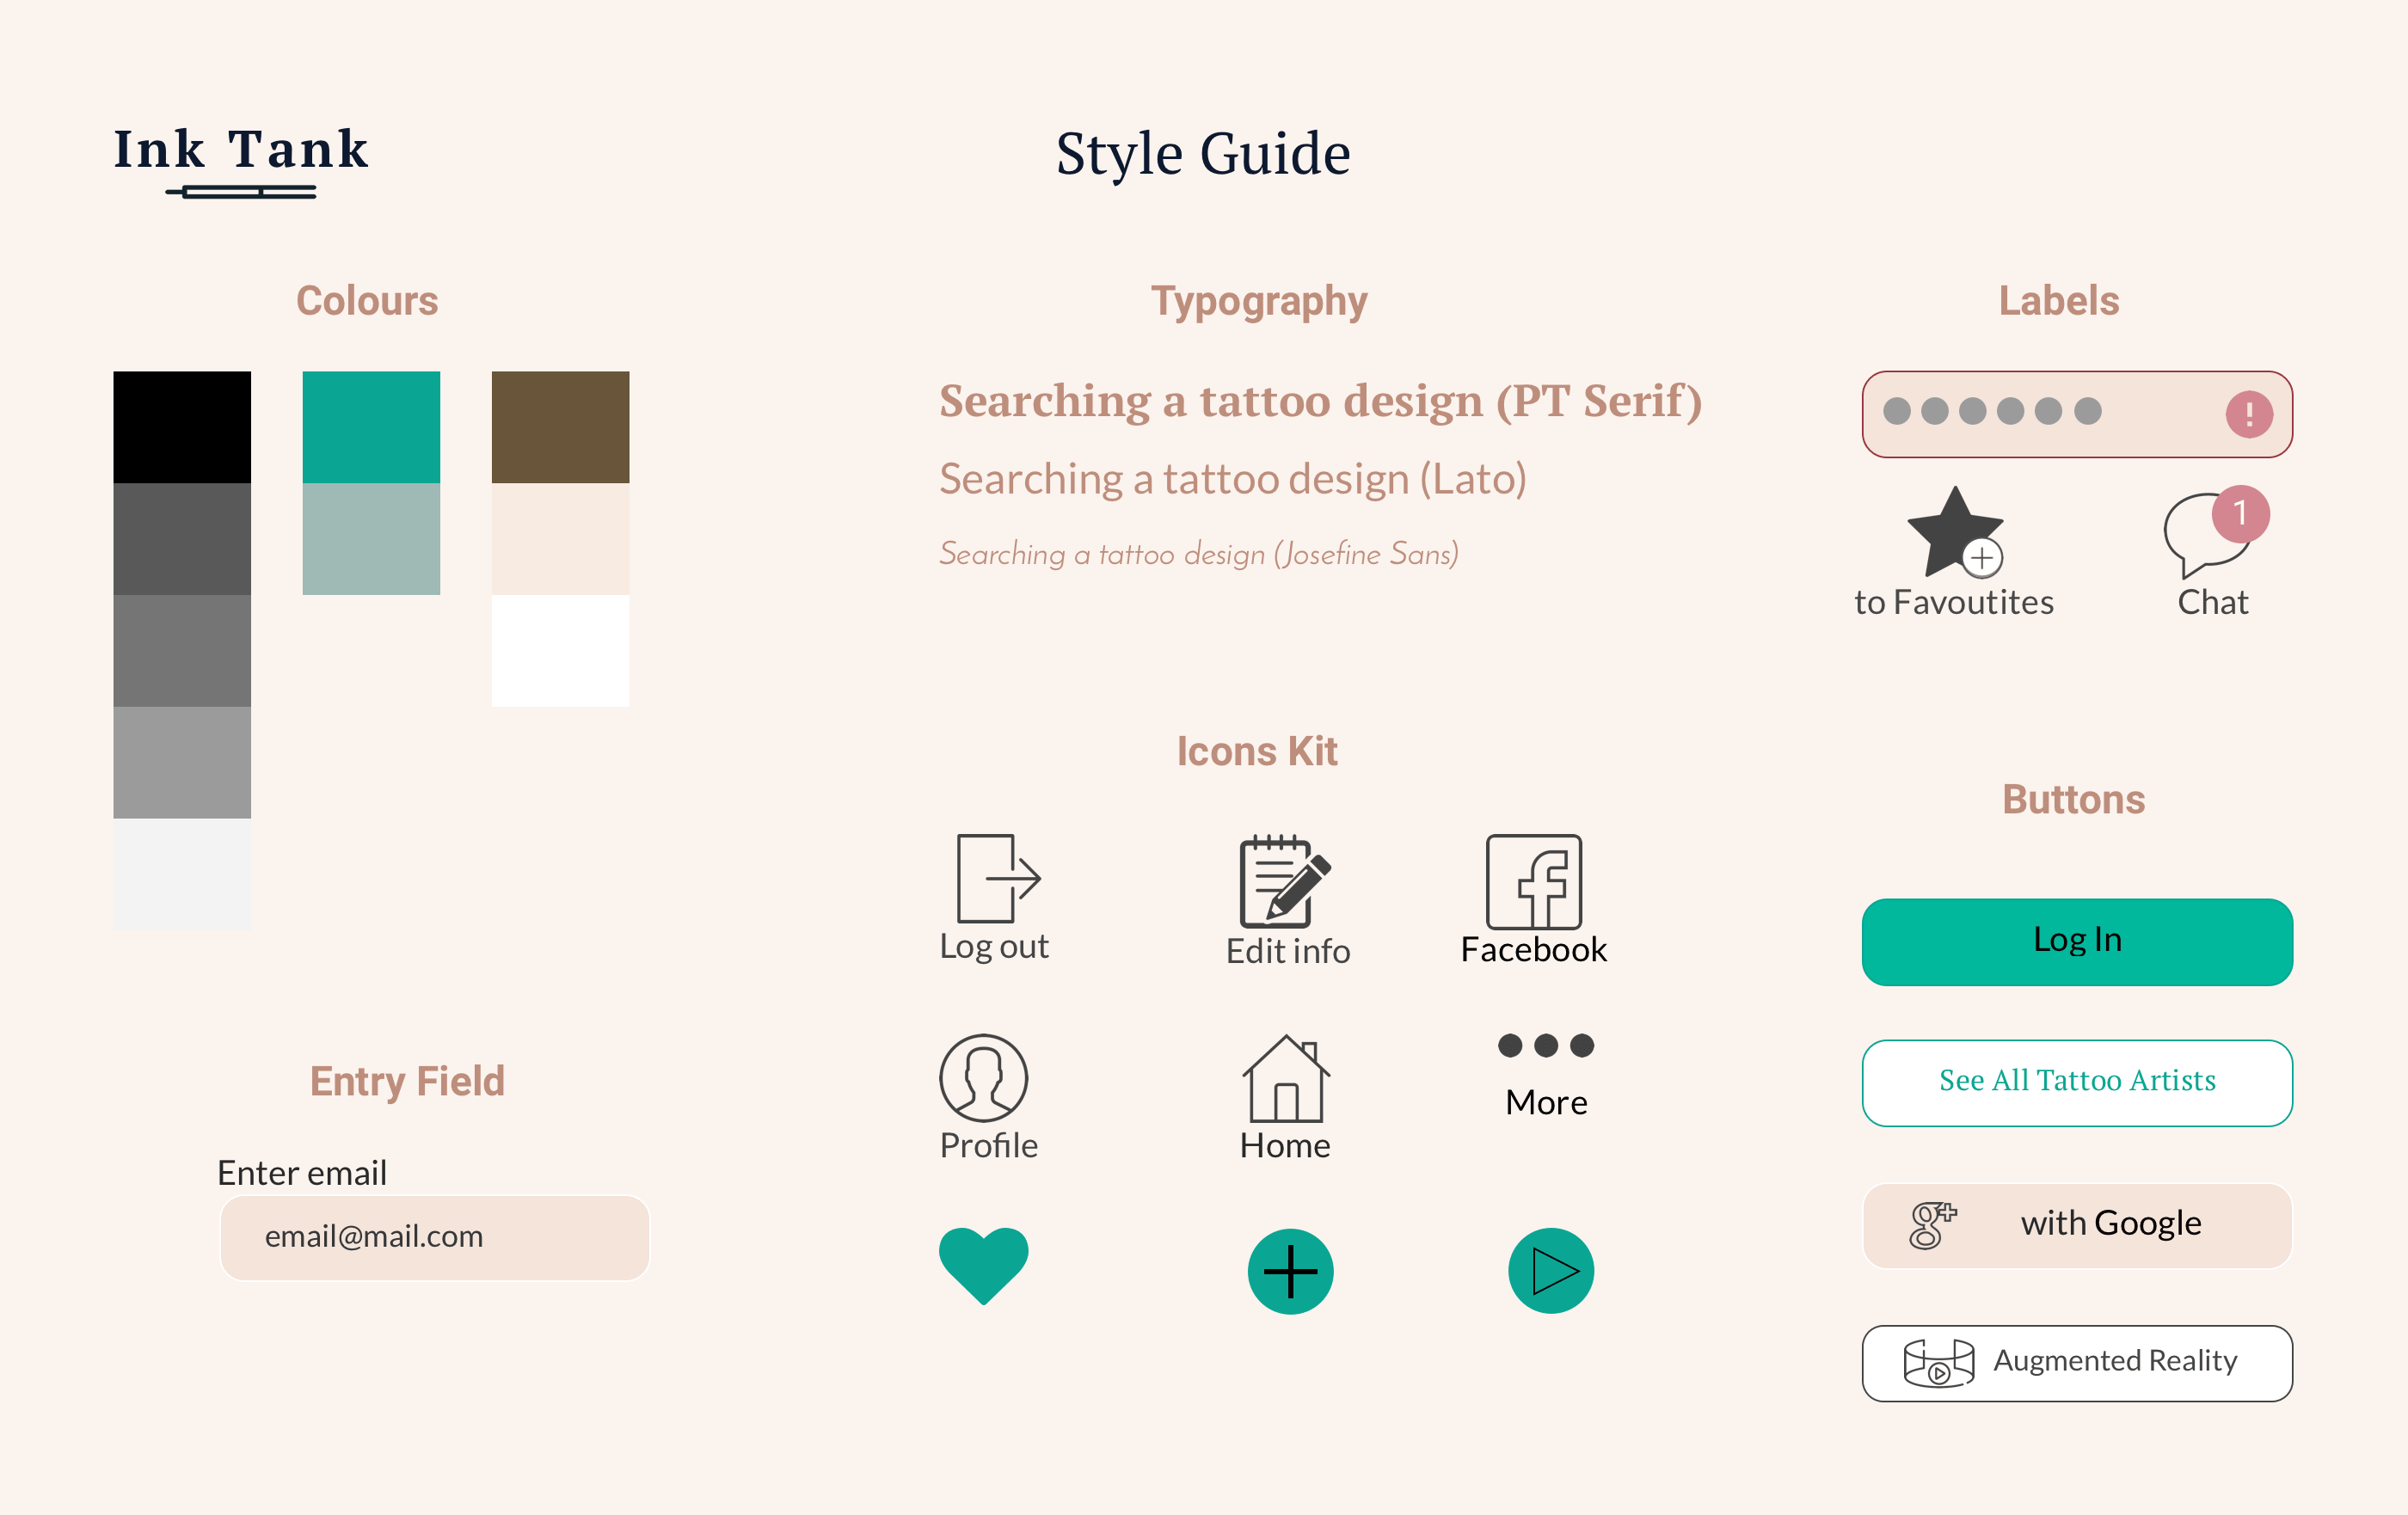 Ink Tank
Style Guide
Colours
Typography
Labels
Searching a tattoo design (PT Serif)
Searching a tattoo design (Lato)
Searching a tattoo design (Josefine Sans)
!
1
to Favoutites
Chat
Icons Kit
Buttons
Log out
Edit info
Facebook
Log In
Profile
Home
More
See All Tattoo Artists
Entry Field
Enter email
email@mail.com
g+ with Google
Augmented Reality